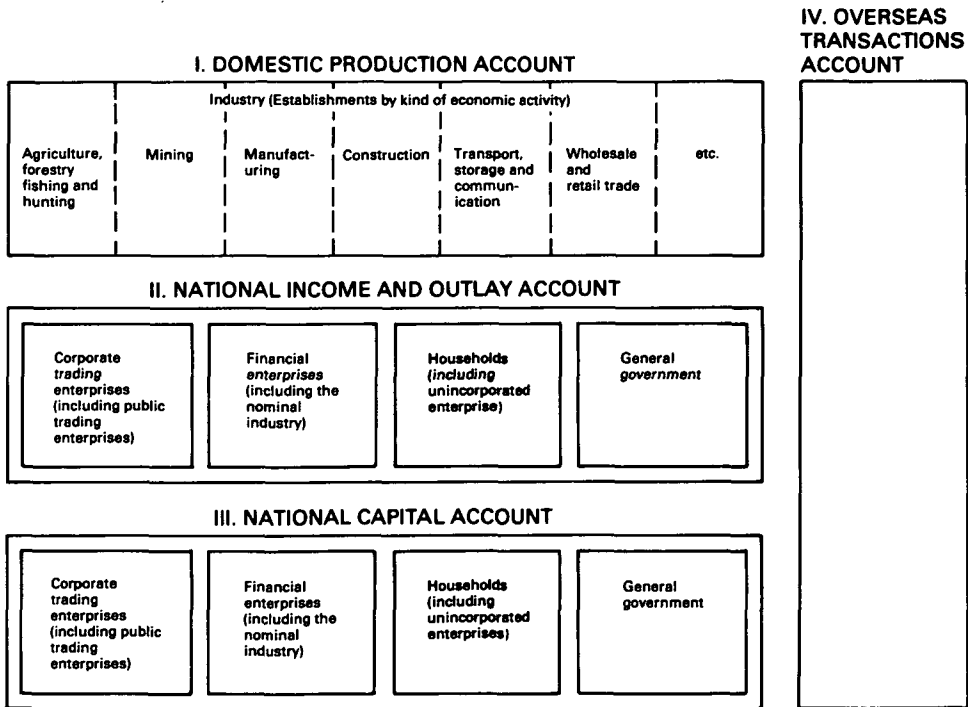 IV. OVERSEAS
TRANSACTIONS
ACCOUNT
I. DOMESTIC PRODUCTION ACCOUNT
Industry (Establishments by kind of economic activity)
Agriculture,
forestry
fishing and
hunting
Mining
Manufact-
uring
Construction
Transport,
storage and
commun-
ication
Wholesale
and
retail trade
etc.
II. NATIONAL INCOME AND OUTLAY ACCOUNT
Corporate
trading
enterprises
(including public
trading
enterprises)
Financial
enterprises
(including the
nominal
industry)
Households
(including
unincorporated
enterprise)
General
government
III. NATIONAL CAPITAL ACCOUNT
Corporate
trading
enterprises
(including public
trading
enterprises)
Financial
enterprises
(including the
nominal
industry)
Households
(including
unincorporated
enterprises)
General
government